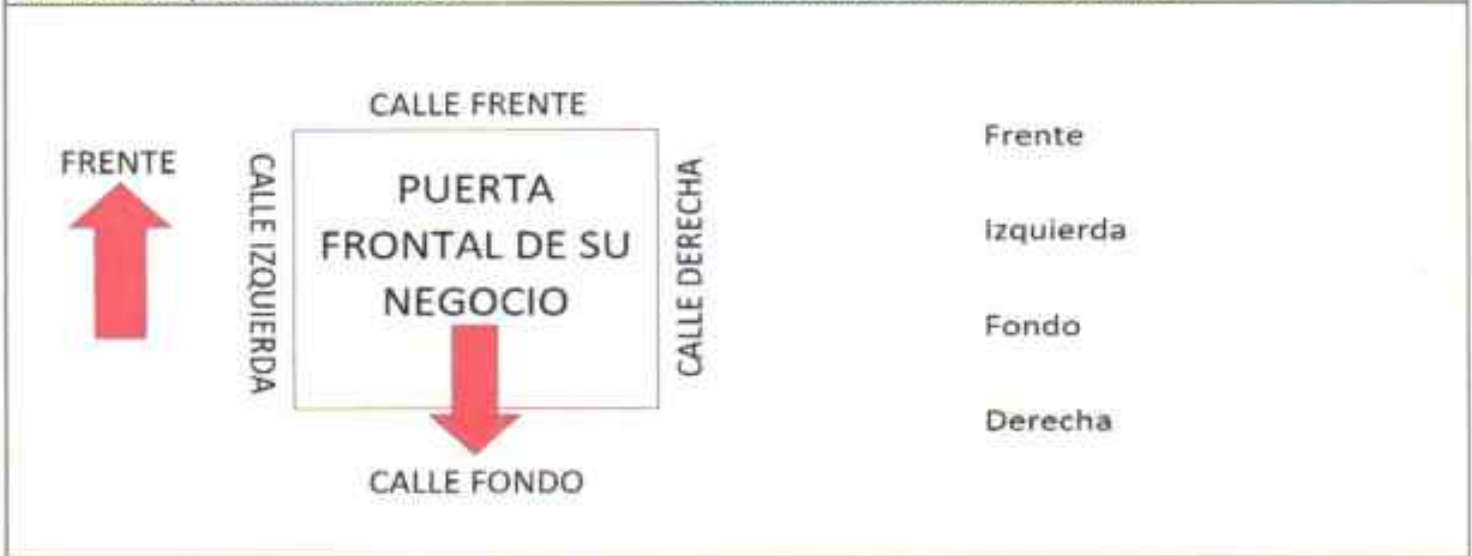 CALLE FRENTE
FRENTE
CALLE IZQUIERDA
PUERTA
FRONTAL DE SU
NEGOCIO
CALLE DERECHA
CALLE FONDO
Frente
Izquierda
Fondo
Derecha